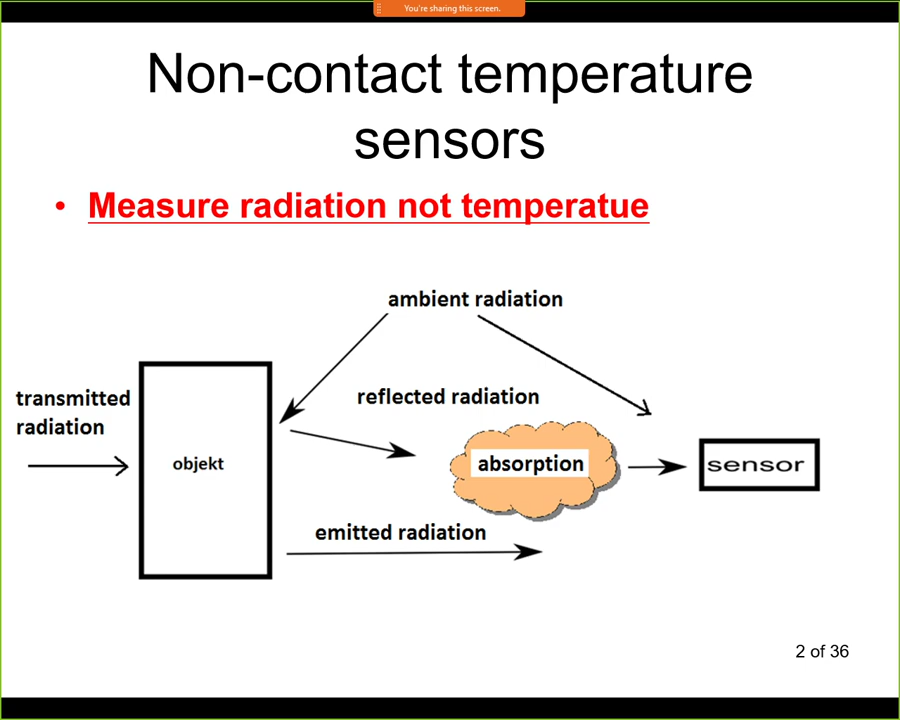 You're sharing this screen.
Non-contact temperature
sensors
• Measure radiation not temperatue
ambient radiation
transmitted
radiation
reflected radiation
objekt
absorption
sensor
emitted radiation
2 of 36